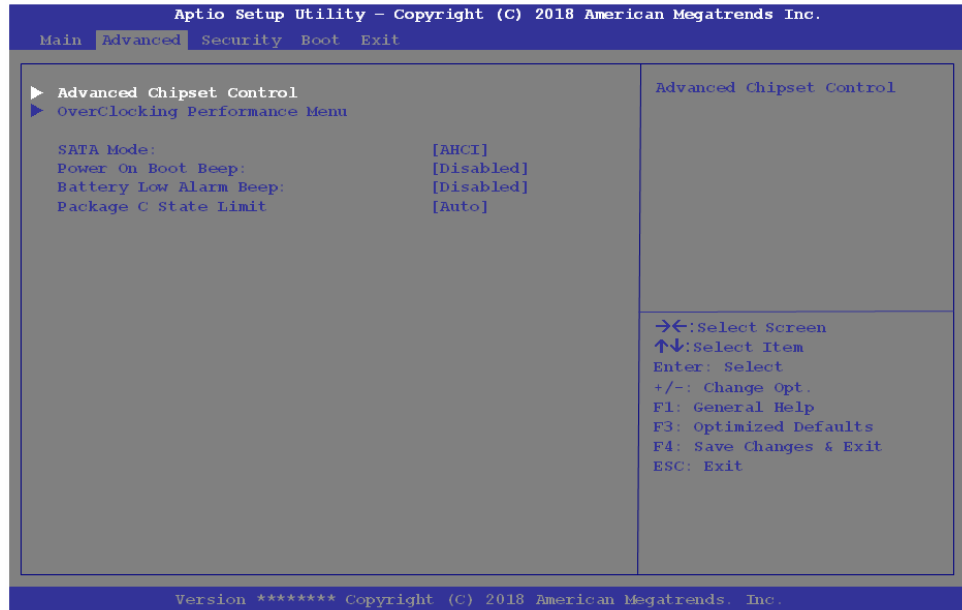 Aptio Setup Utility – Copyright (C) 2018 American Megatrends Inc.
Main Advanced Security Boot Exit
Advanced Chipset Control
OverClocking Performance Menu
SATA Mode: [AHCI]
Power On Boot Beep: [Disabled]
Battery Low Alarm Beep: [Disabled]
Package C State Limit [Auto]
Advanced Chipset Control
→←:Select Screen
↑↓:Select Item
Enter: Select
+/-: Change Opt.
F1: General Help
F3: Optimized Defaults
F4: Save Changes & Exit
ESC: Exit
Version ******** Copyright (C) 2018 American Megatrends. Inc.